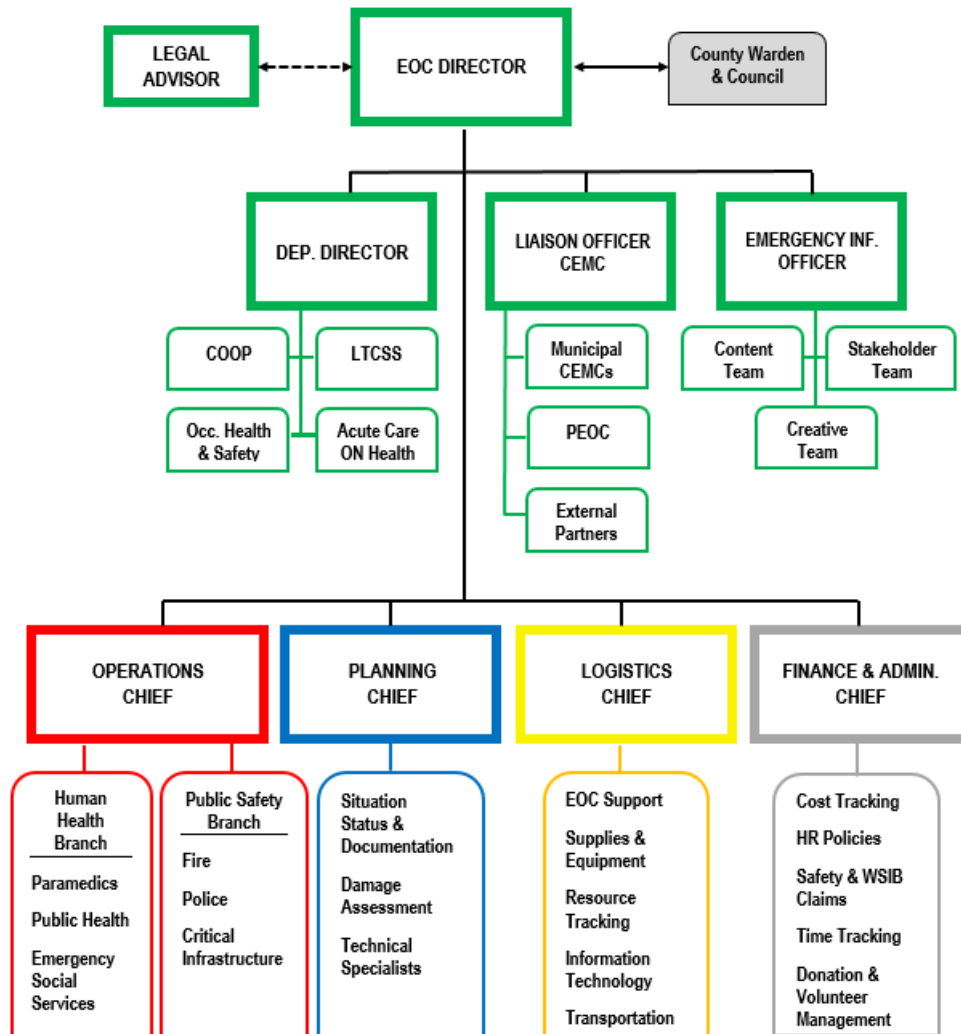 LEGAL
ADVISOR
EOC DIRECTOR
County Warden
& Council
DEP. DIRECTOR
LIAISON OFFICER
CEMC
EMERGENCY INF.
OFFICER
COOP
LTCSS
Occ. Health
& Safety
Acute Care
ON Health
Municipal
CEMCs
PEOC
External
Partners
Content
Team
Stakeholder
Team
Creative
Team
OPERATIONS
CHIEF
PLANNING
CHIEF
LOGISTICS
CHIEF
FINANCE & ADMIN.
CHIEF
Human
Health
Branch
Paramedics
Public Health
Emergency
Social
Services
Public Safety
Branch
Fire
Police
Critical
Infrastructure
Situation
Status &
Documentation
Damage
Assessment
Technical
Specialists
EOC Support
Supplies &
Equipment
Resource
Tracking
Information
Technology
Transportation
Cost Tracking
HR Policies
Safety & WSIB
Claims
Time Tracking
Donation &
Volunteer
Management